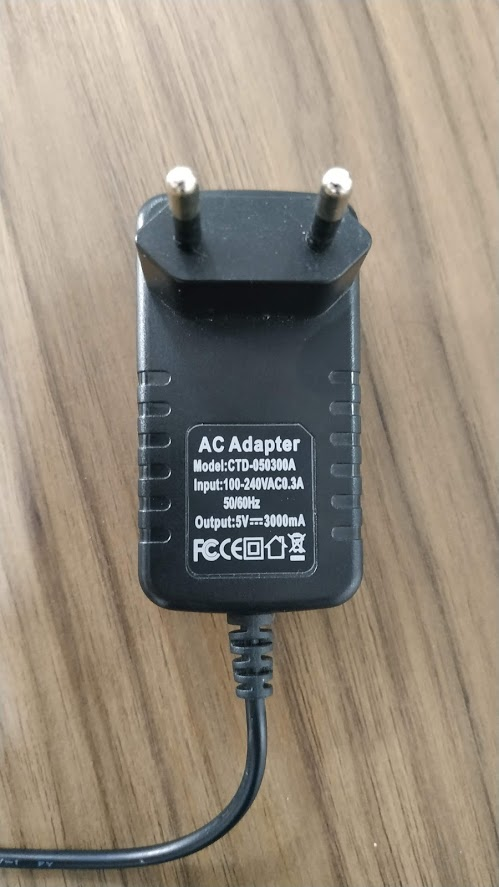 AC Adapter
Model:CTD-050300A
Input:100-240VAC0.3A
50/60Hz
Output:5V⎓3000mA
FC CE